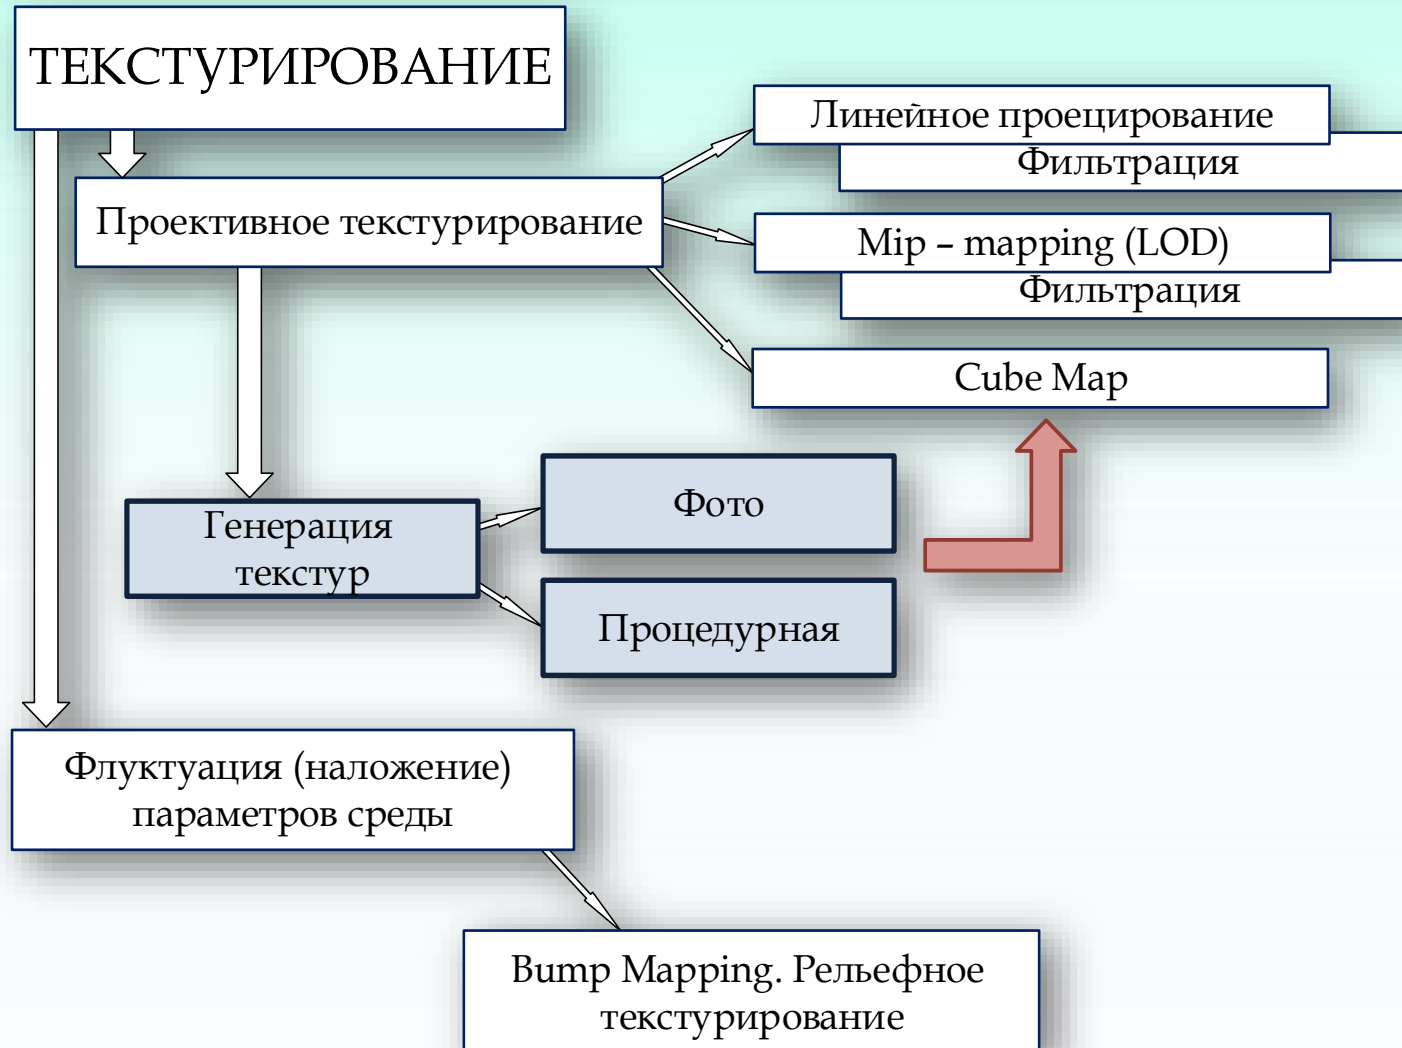 ТЕКСТУРИРОВАНИЕ
Линейное проецирование
Фильтрация
Проективное текстурирование
Mip – mapping (LOD)
Фильтрация
Cube Map
Генерация
текстур
Фото
Процедурная
Флуктуация (наложение)
параметров среды
Bump Mapping. Рельефное
текстурирование